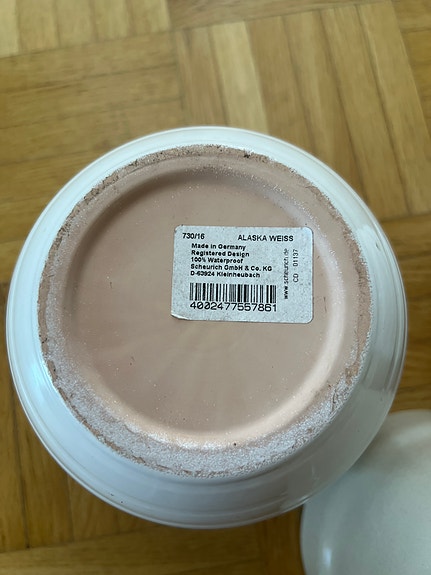 730/16 ALASKA WEISS
Made in Germany
Registered Design
100% Waterproof
Scheurich GmbH & Co. KG
D-63924 Kleinheubach
4002477557861
www.scheurich.de
CD 01137